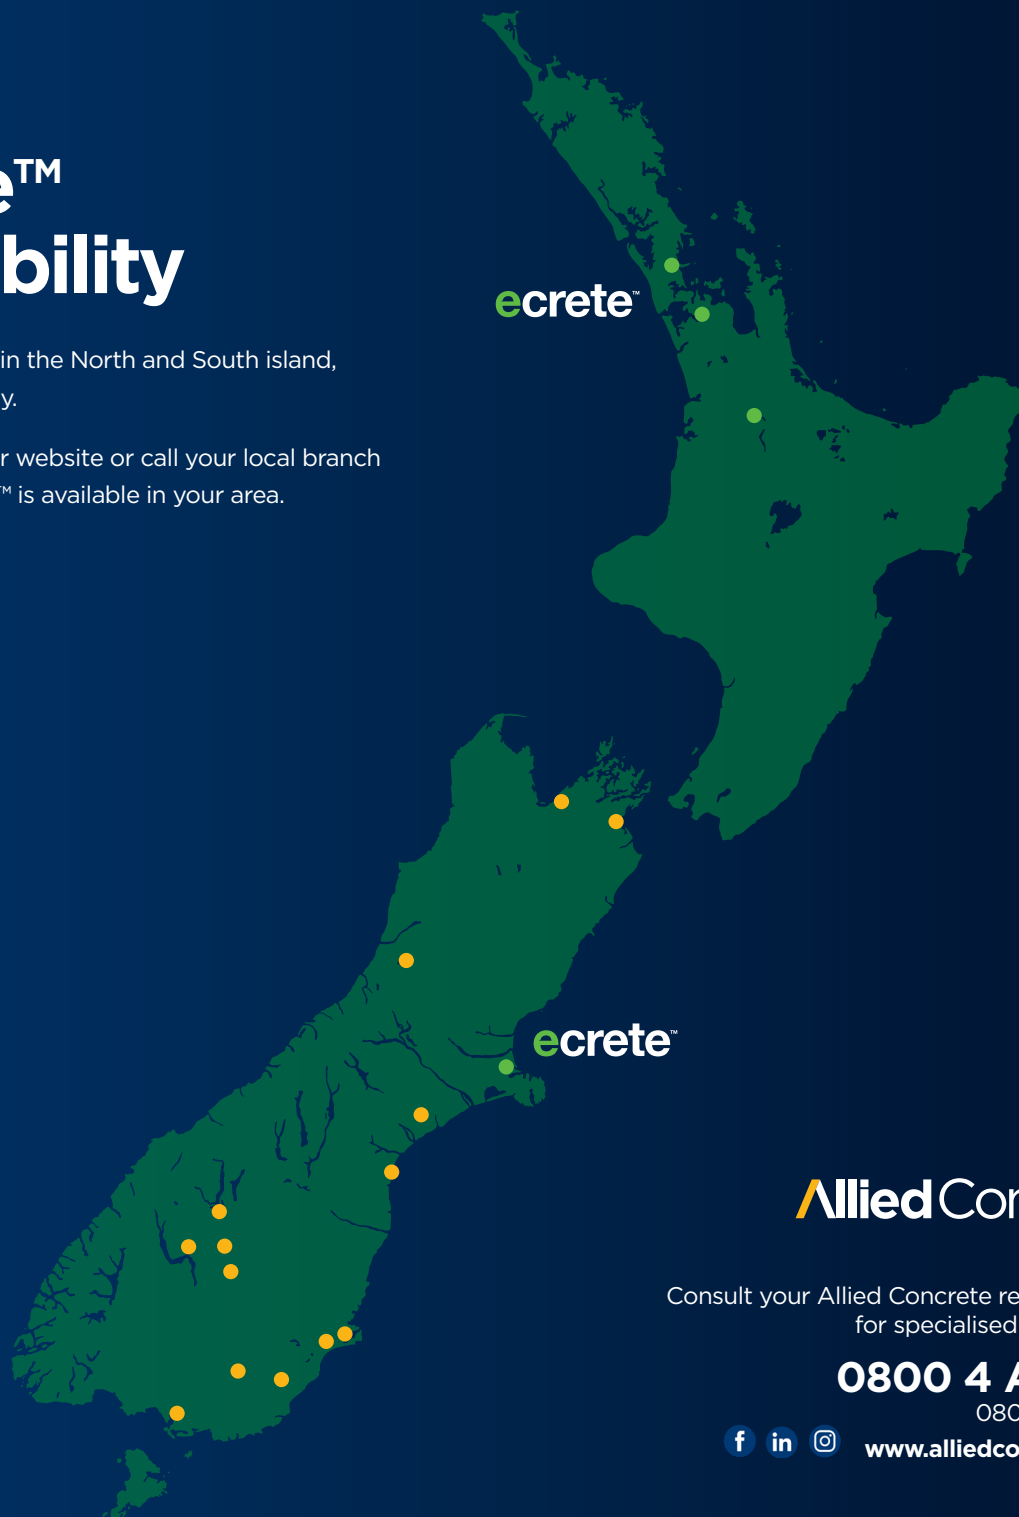 e™
bility
ecrete™
in the North and South island,
y.
r website or call your local branch
™ is available in your area.
ecrete™
Allied Con
Consult your Allied Concrete re
for specialised
0800 4 A
080
www.alliedco